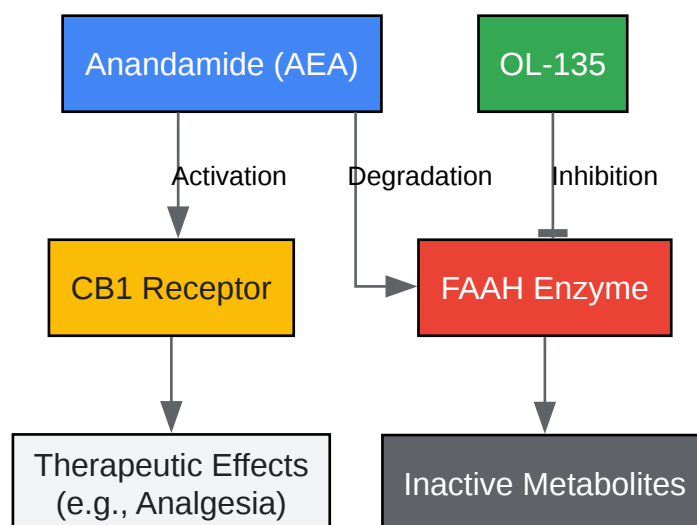 Anandamide (AEA)
OL-135
Activation
Degradation
Inhibition
CB1 Receptor
FAAH Enzyme
Therapeutic Effects
(e.g., Analgesia)
Inactive Metabolites